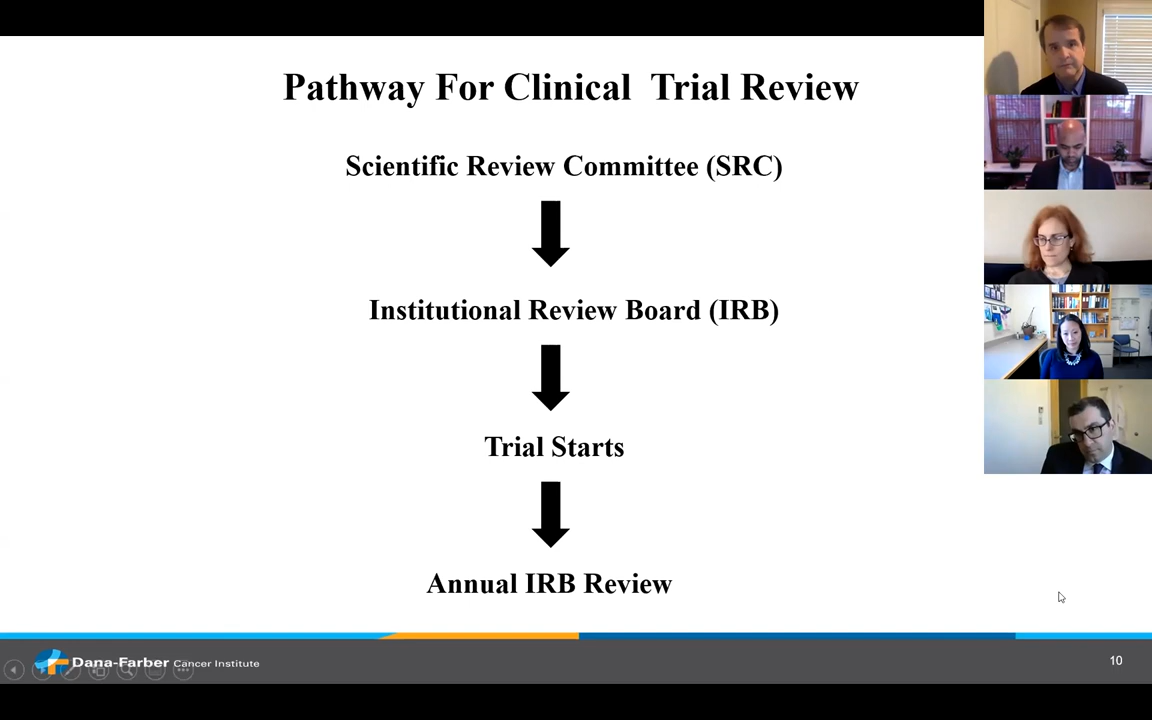 Pathway For Clinical  Trial Review
Scientific Review Committee (SRC)
Institutional Review Board (IRB)
Trial Starts
Annual IRB Review
Dana-Farber Cancer Institute
10